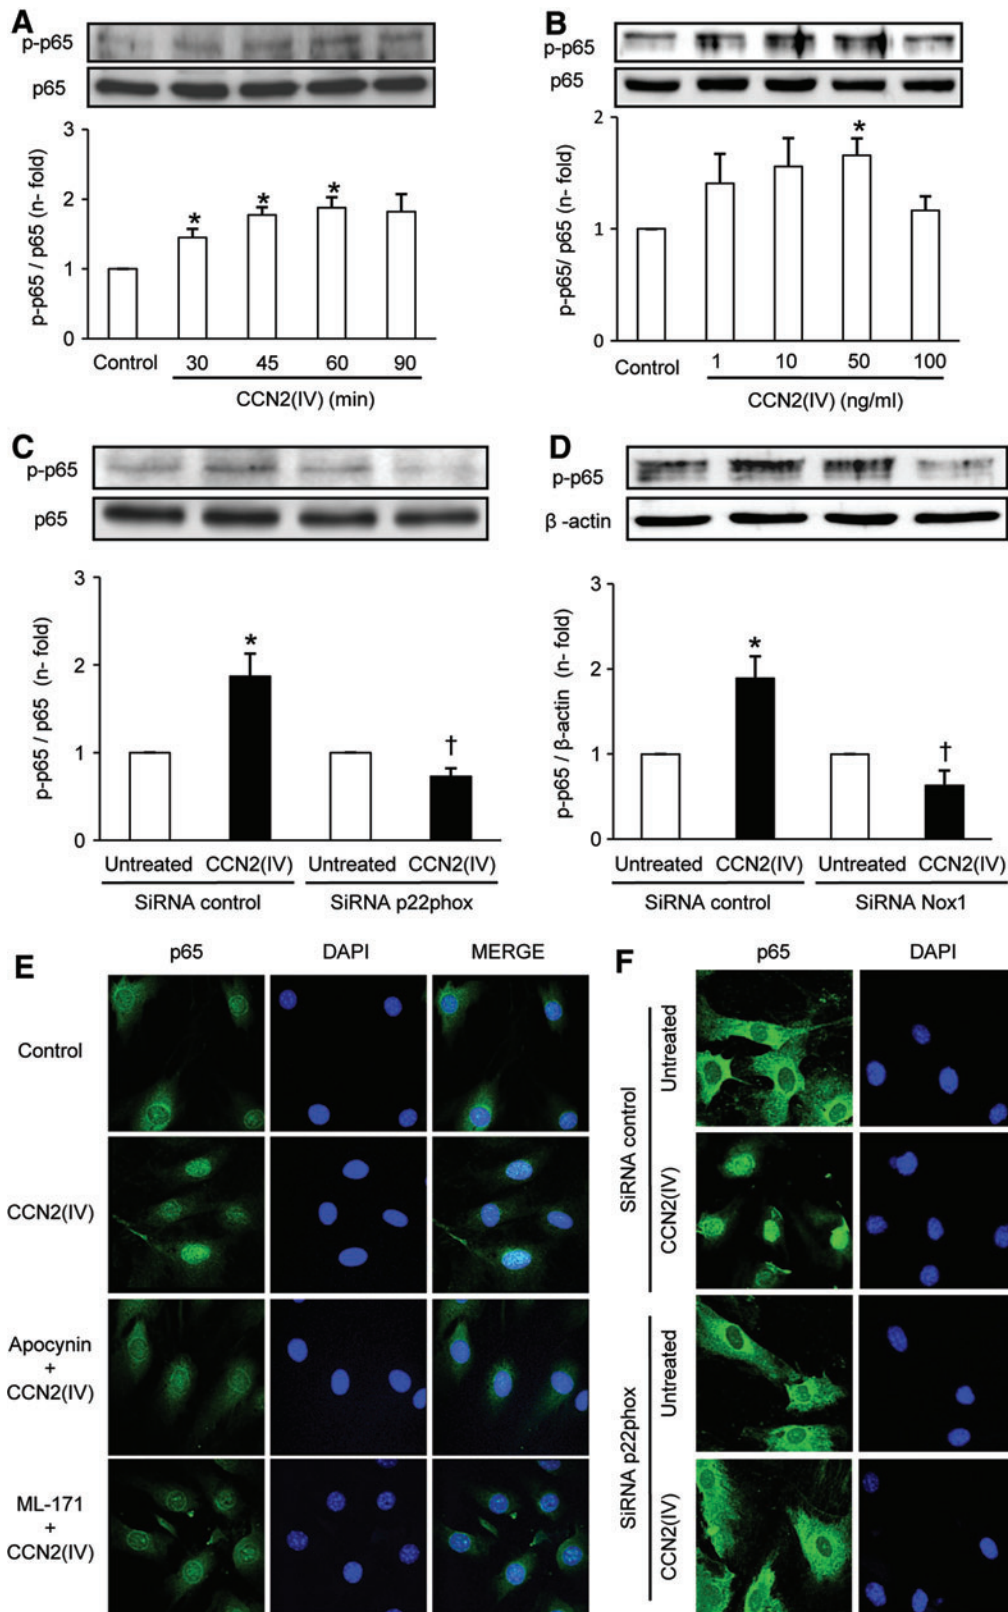 A
p-p65
p65
p-p65 / p65 (n- fold)
3
2
1
0
* * *
Control 30 45 60 90
CCN2(IV) (min)
B
p-p65
p65
p-p65/ p65 (n- fold)
2
1
0
*
Control 1 10 50 100
CCN2(IV) (ng/ml)
C
p-p65
p65
p-p65 / p65 (n- fold)
3
2
1
0
* †
Untreated CCN2(IV) Untreated CCN2(IV)
SiRNA control SiRNA p22phox
D
p-p65
β -actin
p-p65 / β-actin (n- fold)
3
2
1
0
* †
Untreated CCN2(IV) Untreated CCN2(IV)
SiRNA control SiRNA Nox1
E
p65 DAPI MERGE
Control
CCN2(IV)
Apocynin
+
CCN2(IV)
ML-171
+
CCN2(IV)
F
p65 DAPI
SiRNA control
Untreated
CCN2(IV)
SiRNA p22phox
Untreated
CCN2(IV)